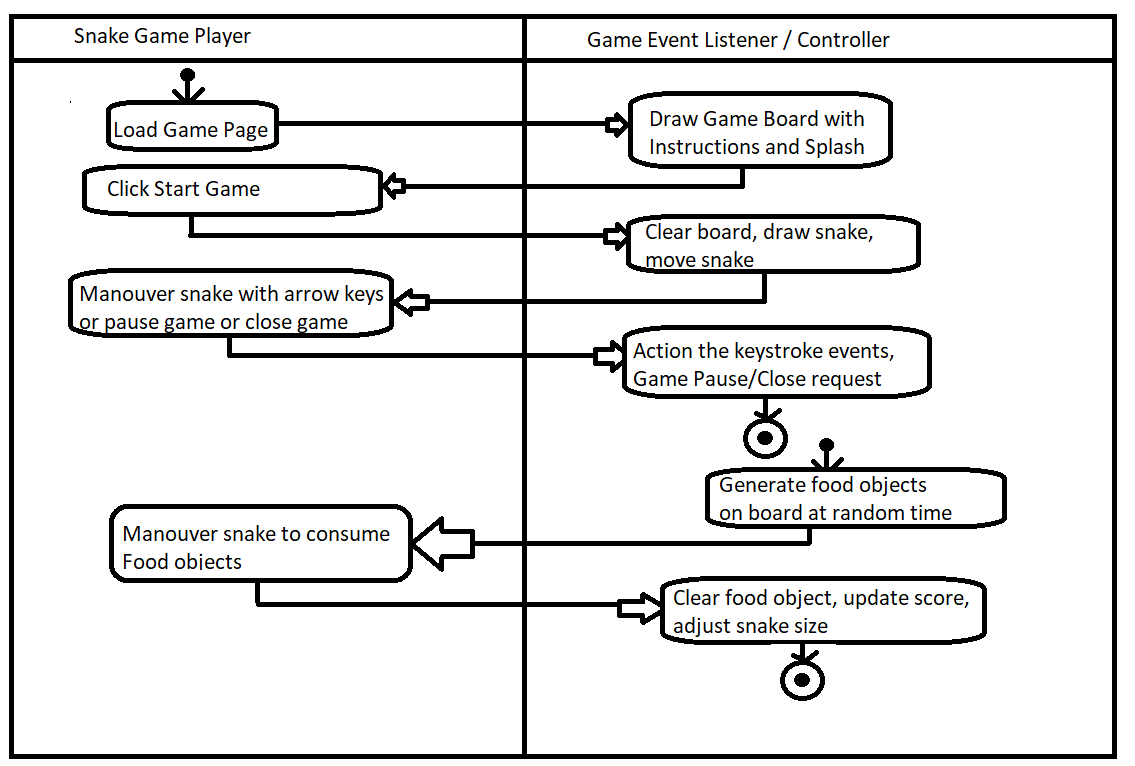 Snake Game Player
Game Event Listener / Controller
Load Game Page
Draw Game Board with
Instructions and Splash
Click Start Game
Clear board, draw snake,
move snake
Manouver snake with arrow keys
or pause game or close game
Action the keystroke events,
Game Pause/Close request
Generate food objects
on board at random time
Manouver snake to consume
Food objects
Clear food object, update score,
adjust snake size